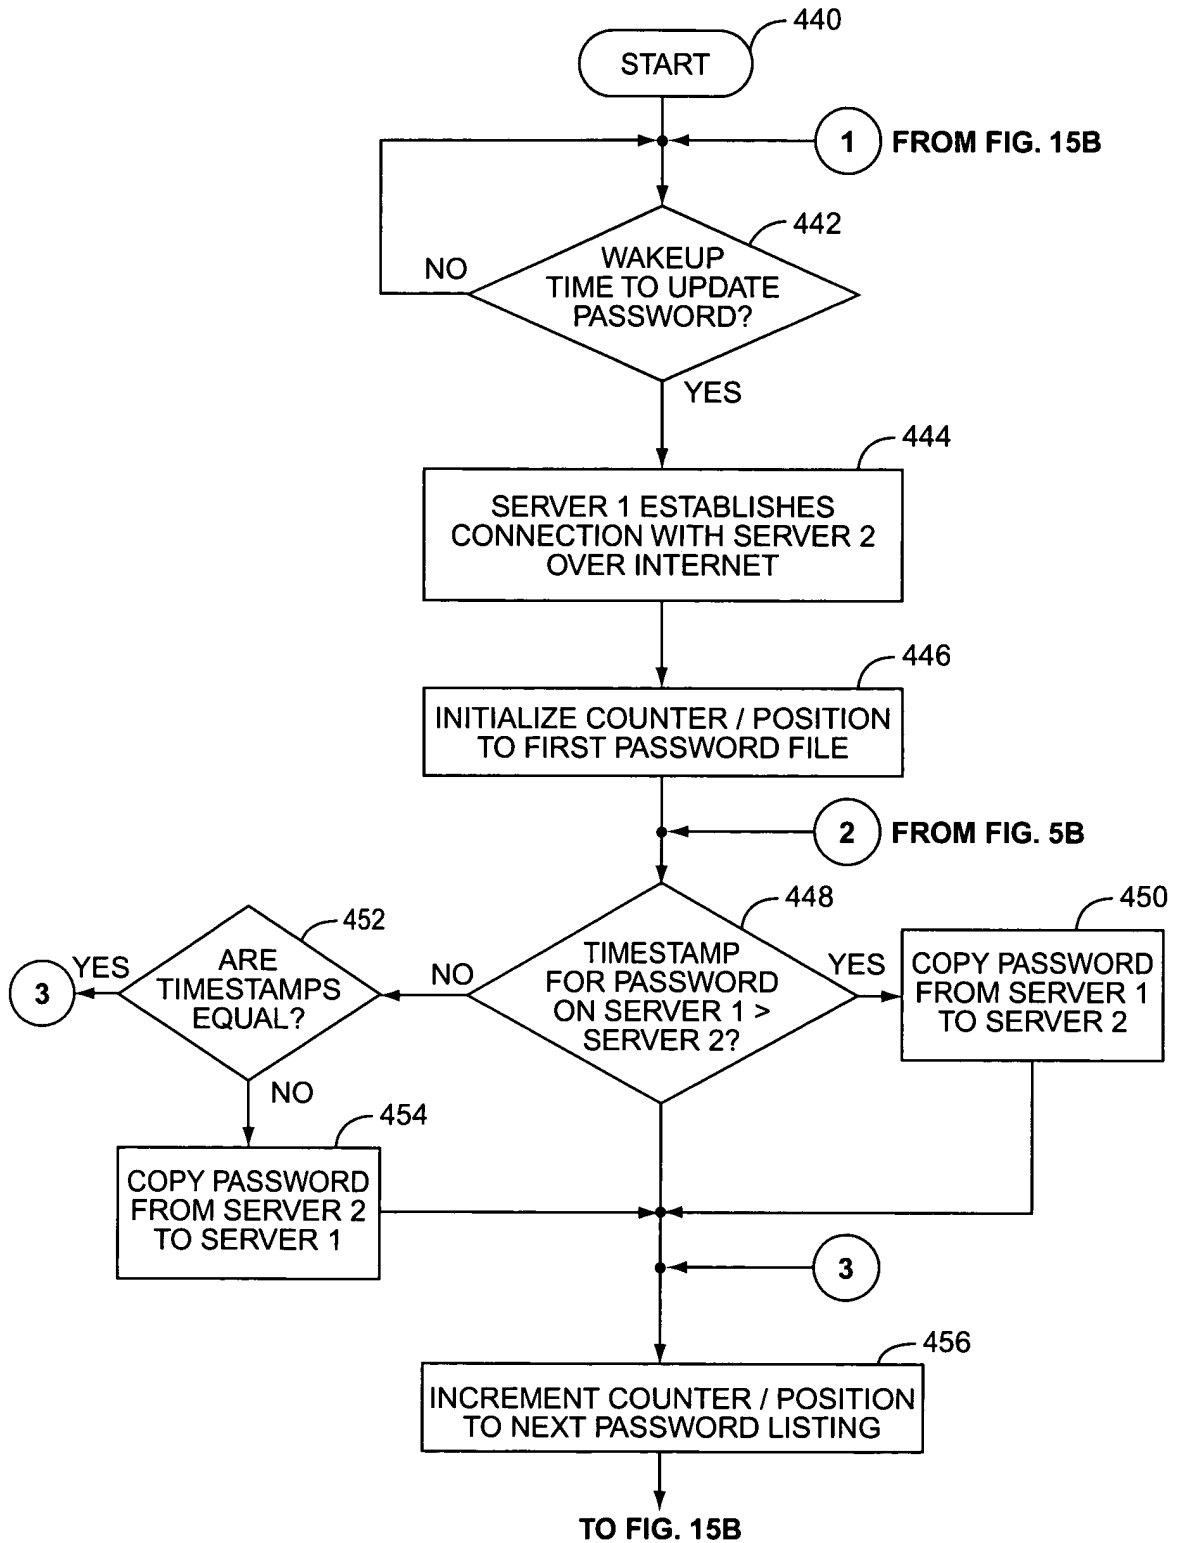 440
START
1 FROM FIG. 15B
442
WAKEUP
TIME TO UPDATE
PASSWORD?
NO
YES
444
SERVER 1 ESTABLISHES
CONNECTION WITH SERVER 2
OVER INTERNET
446
INITIALIZE COUNTER / POSITION
TO FIRST PASSWORD FILE
2 FROM FIG. 5B
448
TIMESTAMP
FOR PASSWORD
ON SERVER 1 >
SERVER 2?
YES
450
COPY PASSWORD
FROM SERVER 1
TO SERVER 2
NO
452
ARE
TIMESTAMPS
EQUAL?
YES
3
NO
454
COPY PASSWORD
FROM SERVER 2
TO SERVER 1
3
456
INCREMENT COUNTER / POSITION
TO NEXT PASSWORD LISTING
TO FIG. 15B